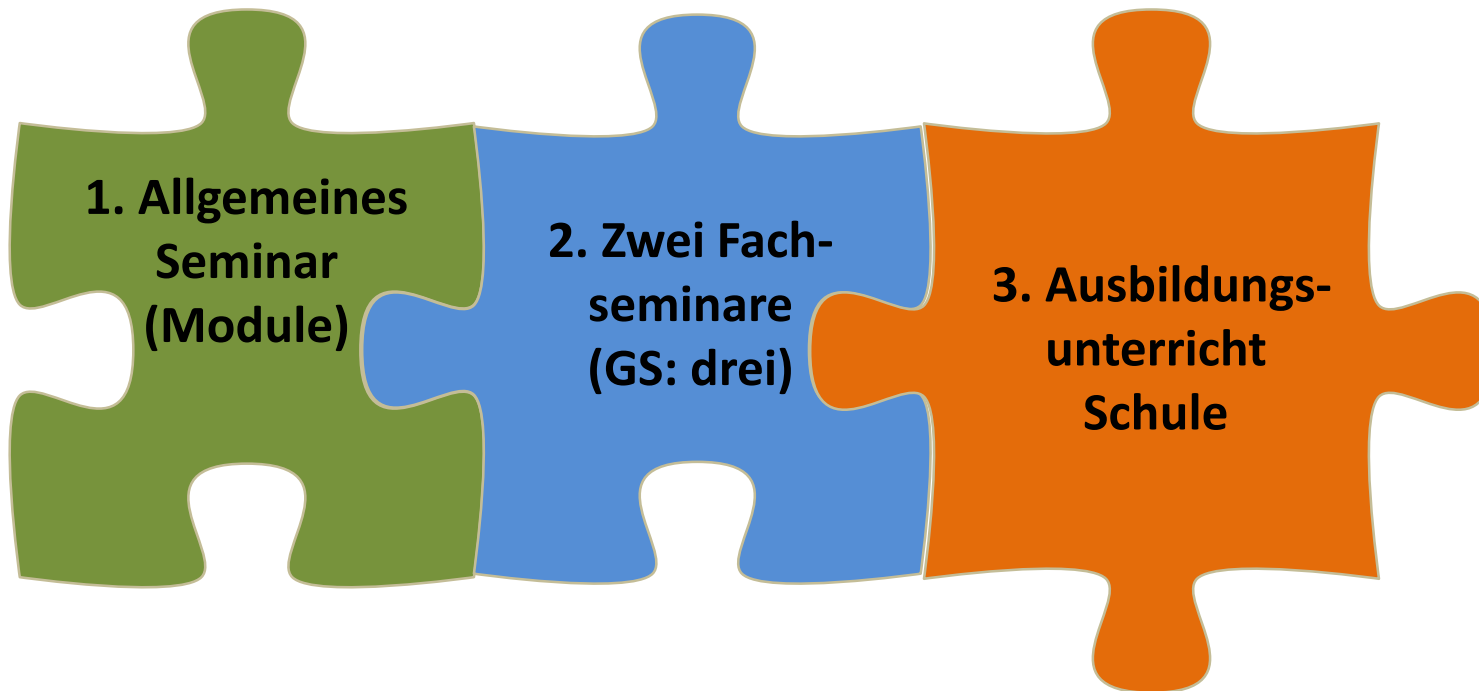 1. Allgemeines
Seminar
(Module)
2. Zwei Fach-
seminare
(GS: drei)
3. Ausbildungs-
unterricht
Schule